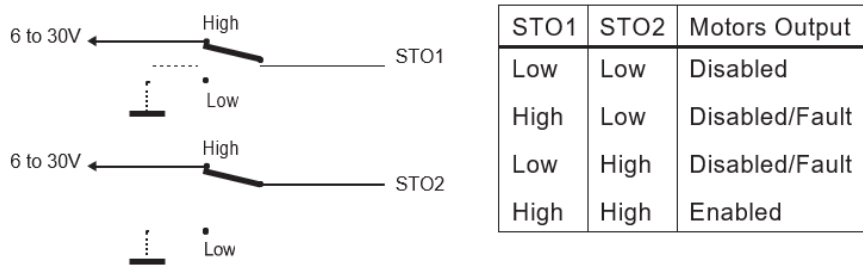 High
6 to 30V
STO1
Low
High
6 to 30V
STO2
Low
STO1 STO2 Motors Output
Low Low Disabled
High Low Disabled/Fault
Low High Disabled/Fault
High High Enabled